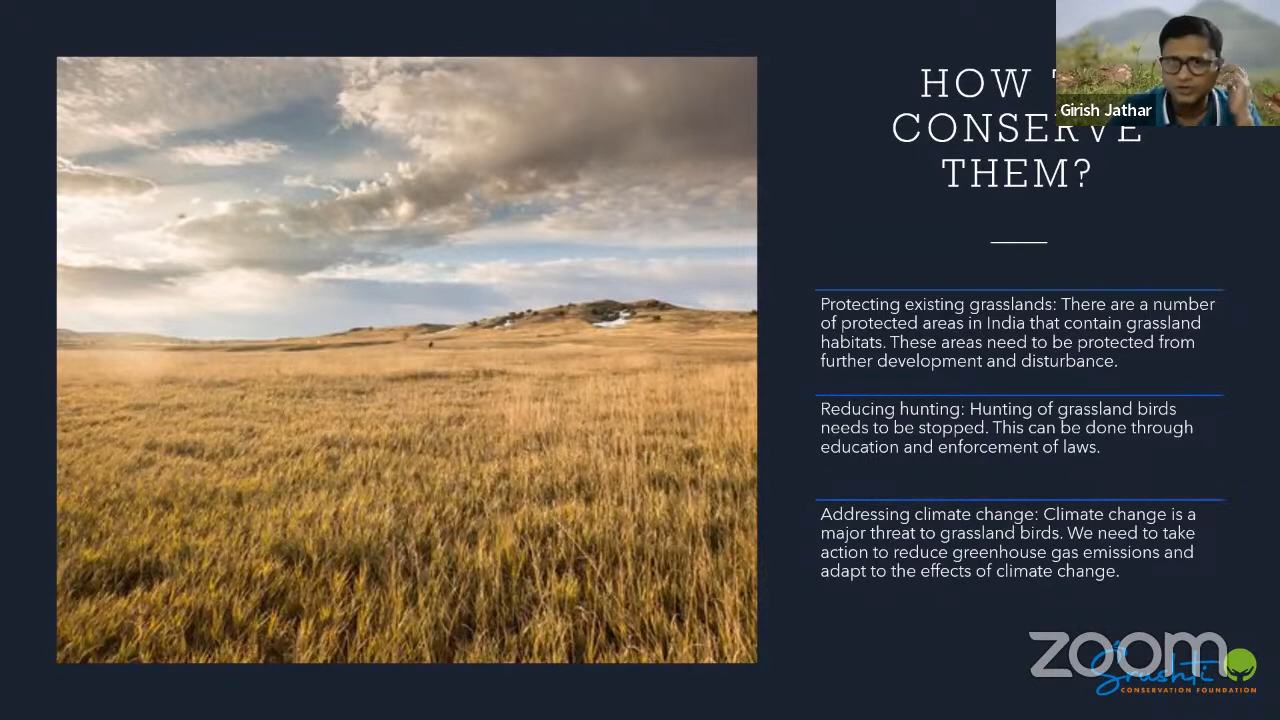 HOW
CONSERVE
THEM?
Girish Jathar
Protecting existing grasslands: There are a number
of protected areas in India that contain grassland
habitats. These areas need to be protected from
further development and disturbance.
Reducing hunting: Hunting of grassland birds
needs to be stopped. This can be done through
education and enforcement of laws.
Addressing climate change: Climate change is a
major threat to grassland birds. We need to take
action to reduce greenhouse gas emissions and
adapt to the effects of climate change.
zoom
Srushti
CONSERVATION FOUNDATION